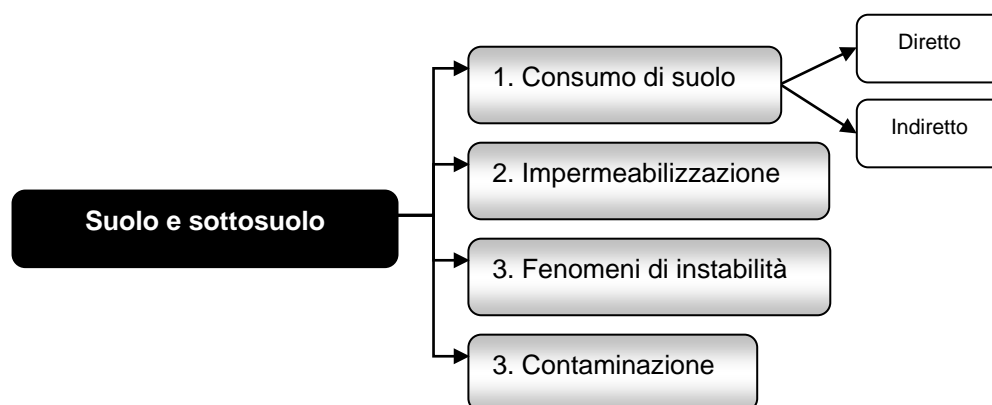 Diretto
1. Consumo di suolo
Indiretto
2. Impermeabilizzazione
Suolo e sottosuolo
3. Fenomeni di instabilità
3. Contaminazione